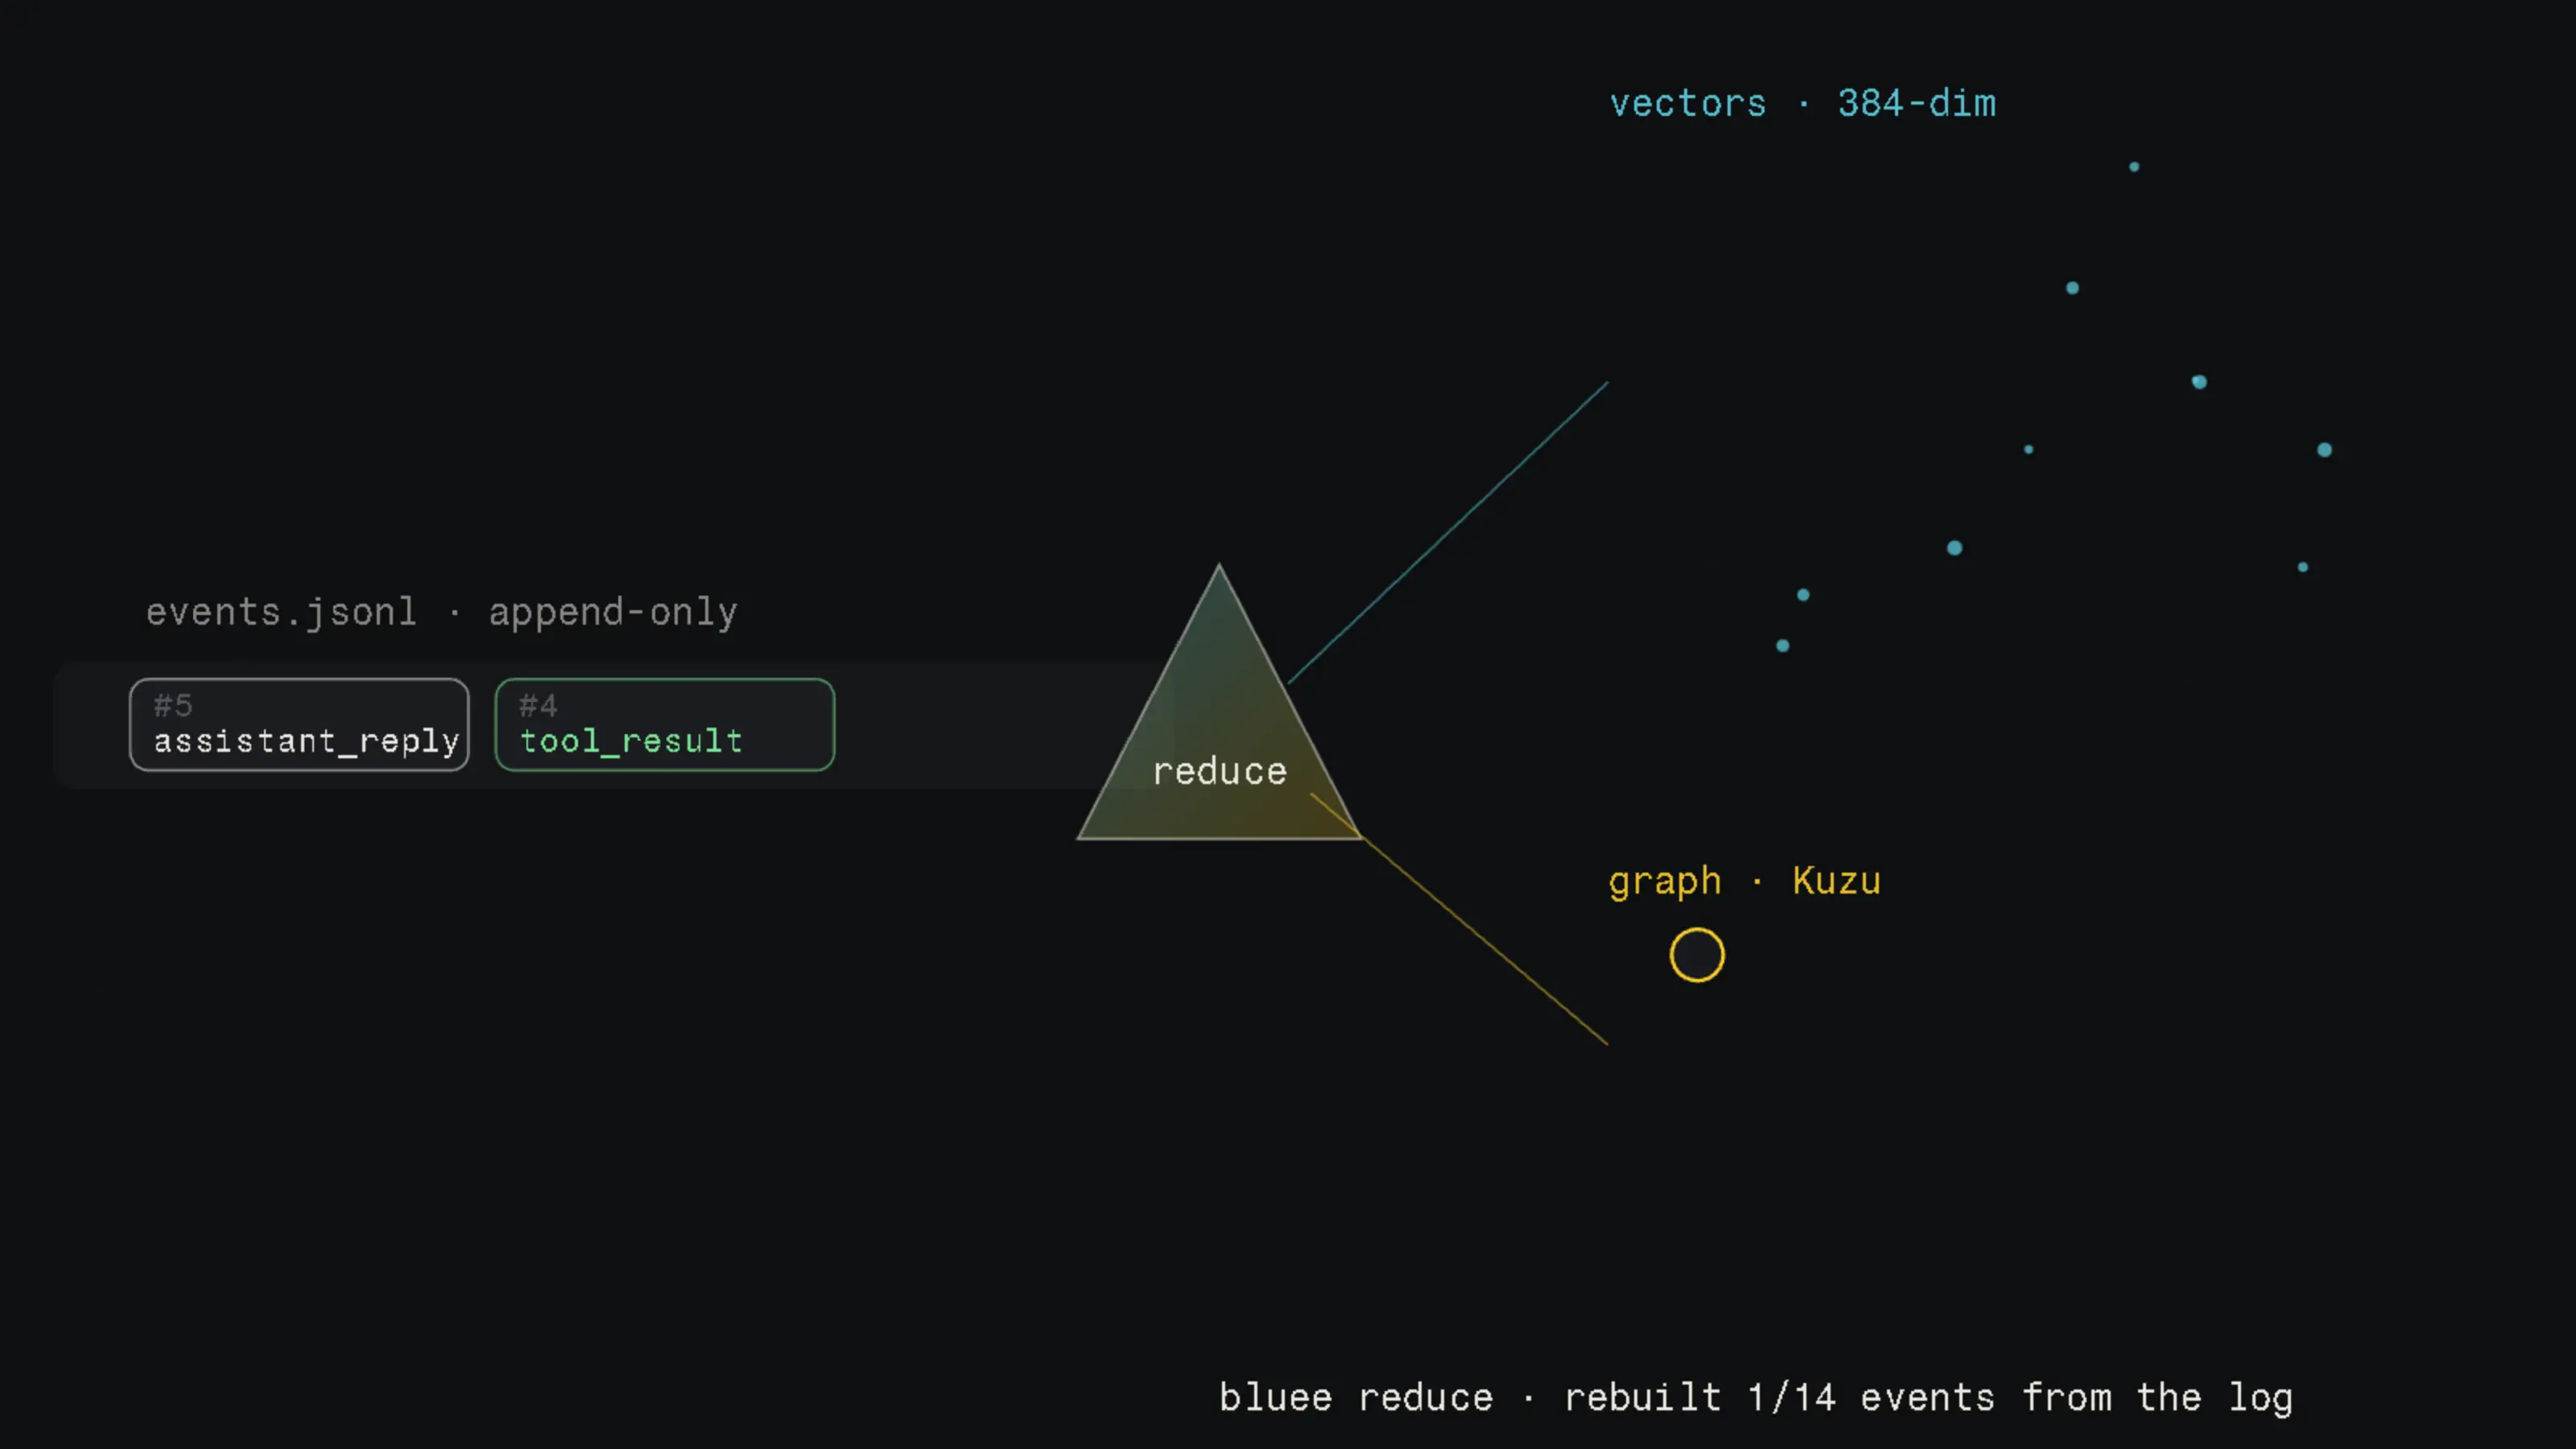 vectors · 384-dim
events.jsonl · append-only
#5
assistant_reply
#4
tool_result
reduce
graph · Kuzu
bluee reduce · rebuilt 1/14 events from the log